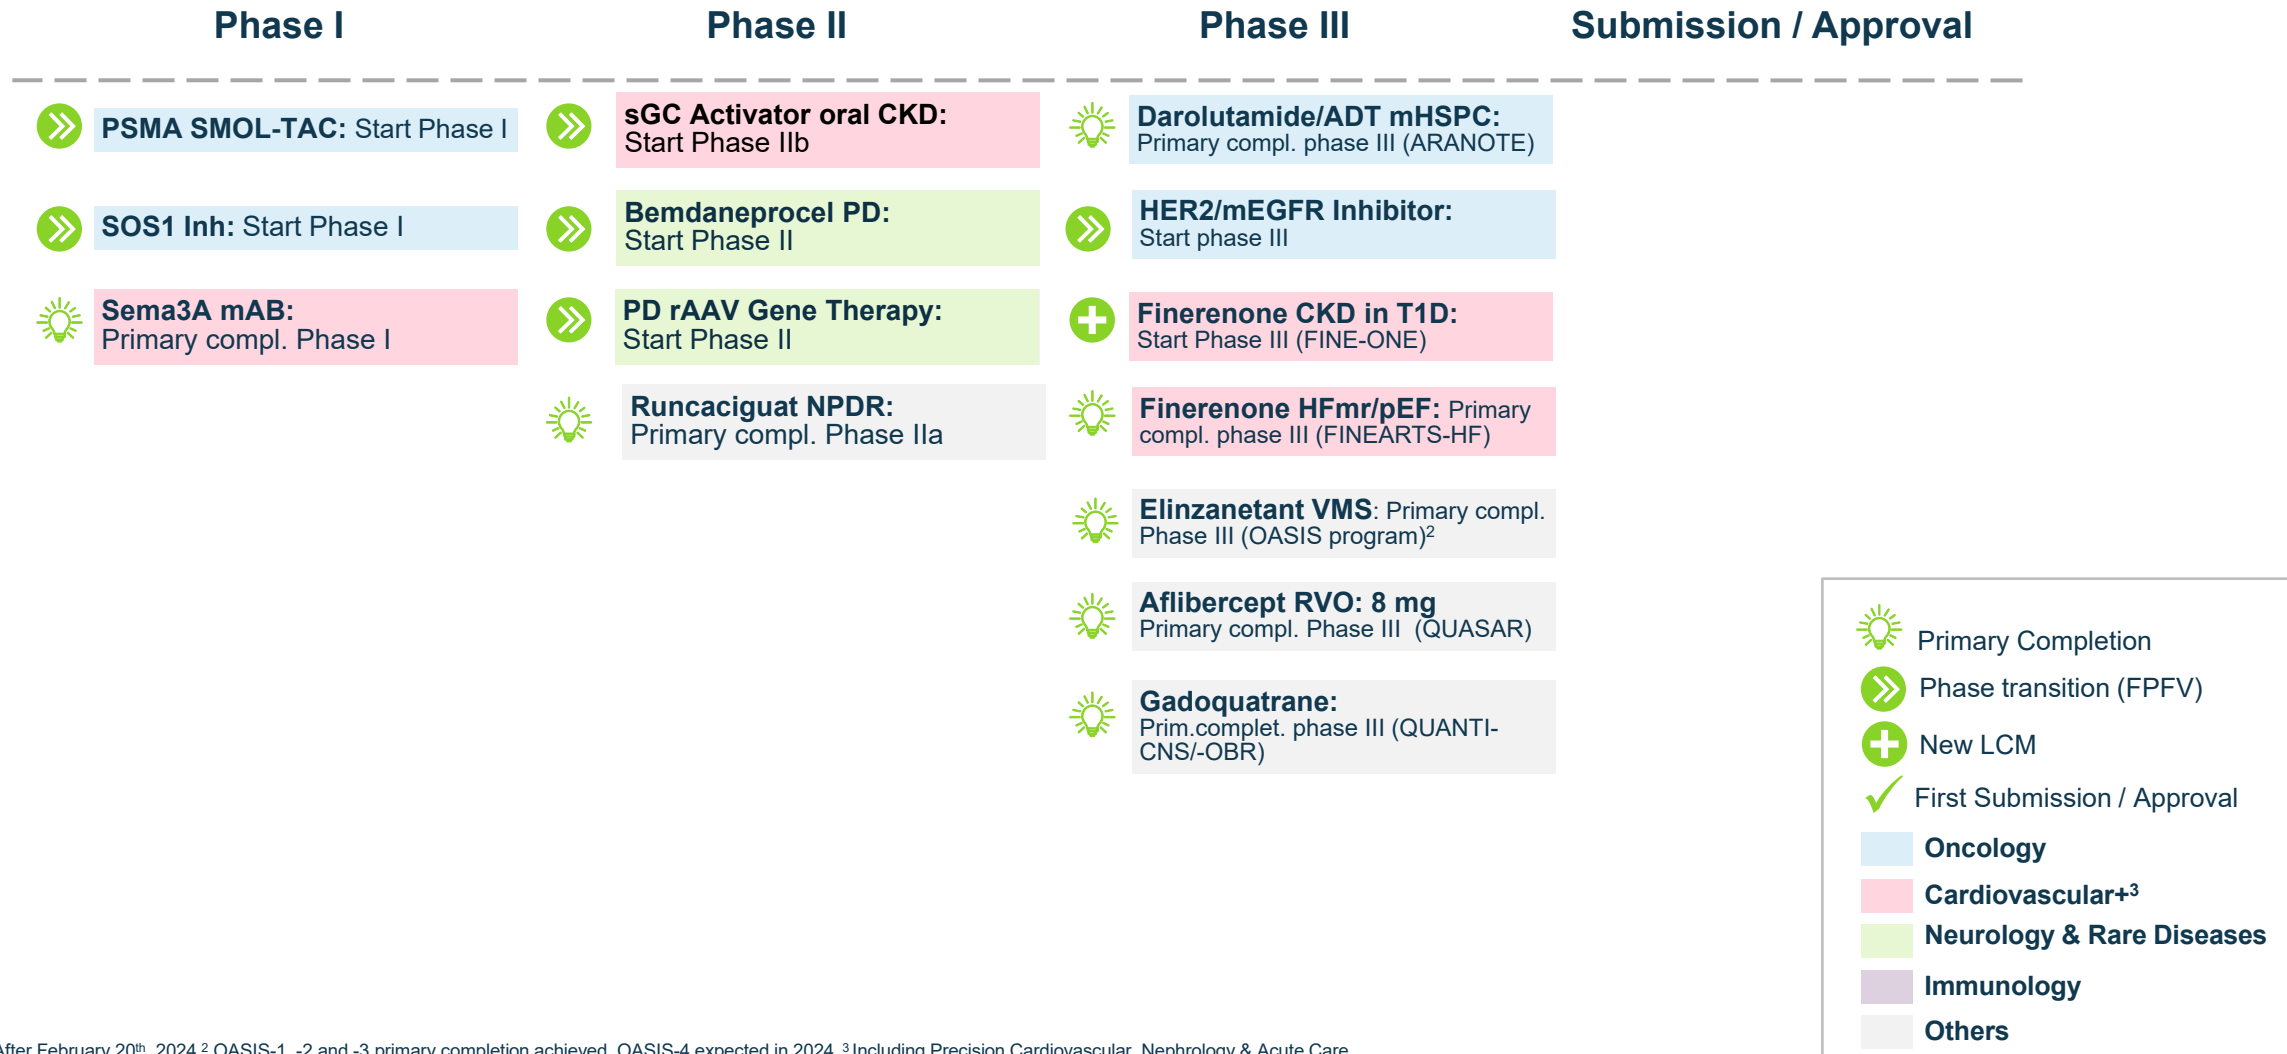 Phase I
Phase II
Phase III
Submission / Approval
PSMA SMOL-TAC: Start Phase I
SOS1 Inh: Start Phase I
Sema3A mAB:
Primary compl. Phase I
sGC Activator oral CKD:
Start Phase IIb
Bemdaneprocel PD:
Start Phase II
PD rAAV Gene Therapy:
Start Phase II
Runcaciguat NPDR:
Primary compl. Phase IIa
Darolutamide/ADT mHSPC:
Primary compl. phase III (ARANOTE)
HER2/mEGFR Inhibitor:
Start phase III
Finerenone CKD in T1D:
Start Phase III (FINE-ONE)
Finerenone HFmr/pEF: Primary
compl. phase III (FINEARTS-HF)
Elinzanetant VMS: Primary compl.
Phase III (OASIS program)²
Aflibercept RVO: 8 mg
Primary compl. Phase III (QUASAR)
Gadoquatrane:
Prim.complet. phase III (QUANTI-
CNS/-OBR)
Primary Completion
Phase transition (FPFV)
New LCM
First Submission / Approval
Oncology
Cardiovascular+³
Neurology & Rare Diseases
Immunology
Others
After February 20th, 2024 ² OASIS-1, -2 and -3 primary completion achieved, OASIS-4 expected in 2024, ³ Including Precision Cardiovascular, Nephrology & Acute Care